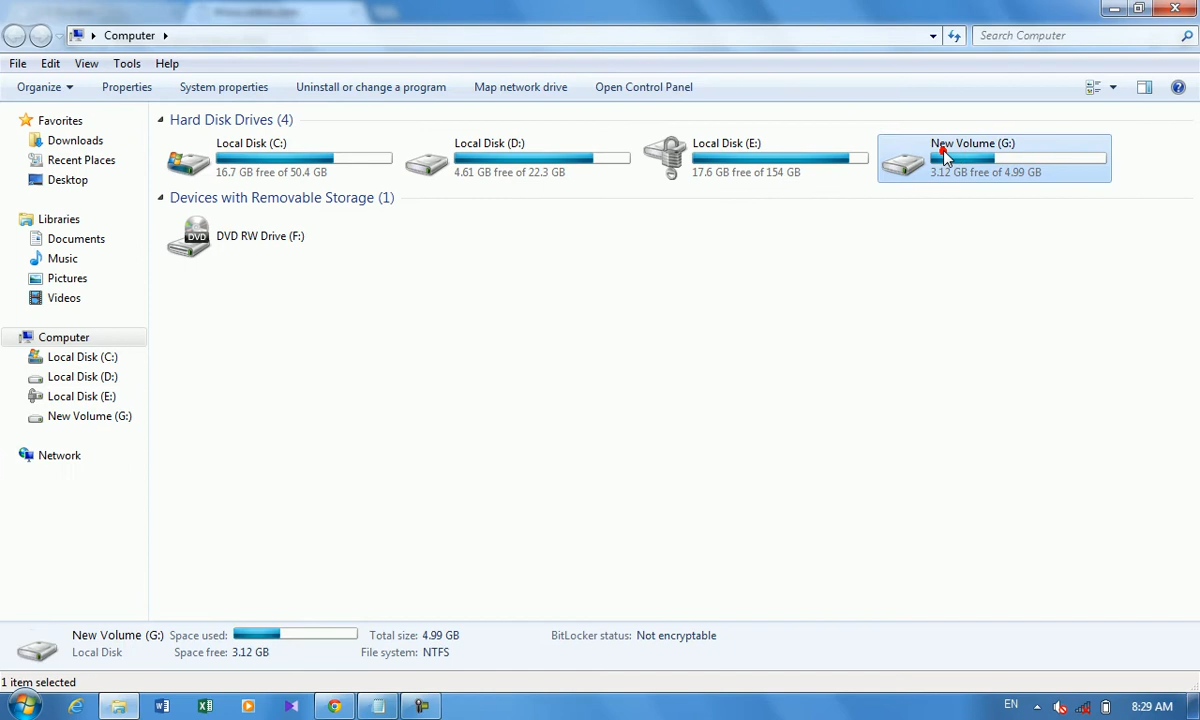 Computer
Search Computer
File Edit View Tools Help
Organize Properties System properties Uninstall or change a program Map network drive Open Control Panel
Favorites
Downloads
Recent Places
Desktop
Libraries
Documents
Music
Pictures
Videos
Computer
Local Disk (C:)
Local Disk (D:)
Local Disk (E:)
New Volume (G:)
Network
Hard Disk Drives (4)
Local Disk (C:)
16.7 GB free of 50.4 GB
Local Disk (D:)
4.61 GB free of 22.3 GB
Local Disk (E:)
17.6 GB free of 154 GB
New Volume (G:)
3.12 GB free of 4.99 GB
Devices with Removable Storage (1)
DVD
DVD RW Drive (F:)
New Volume (G:) Space used: Total size: 4.99 GB BitLocker status: Not encryptable
Local Disk Space free: 3.12 GB File system: NTFS
1 item selected
EN 8:29 AM